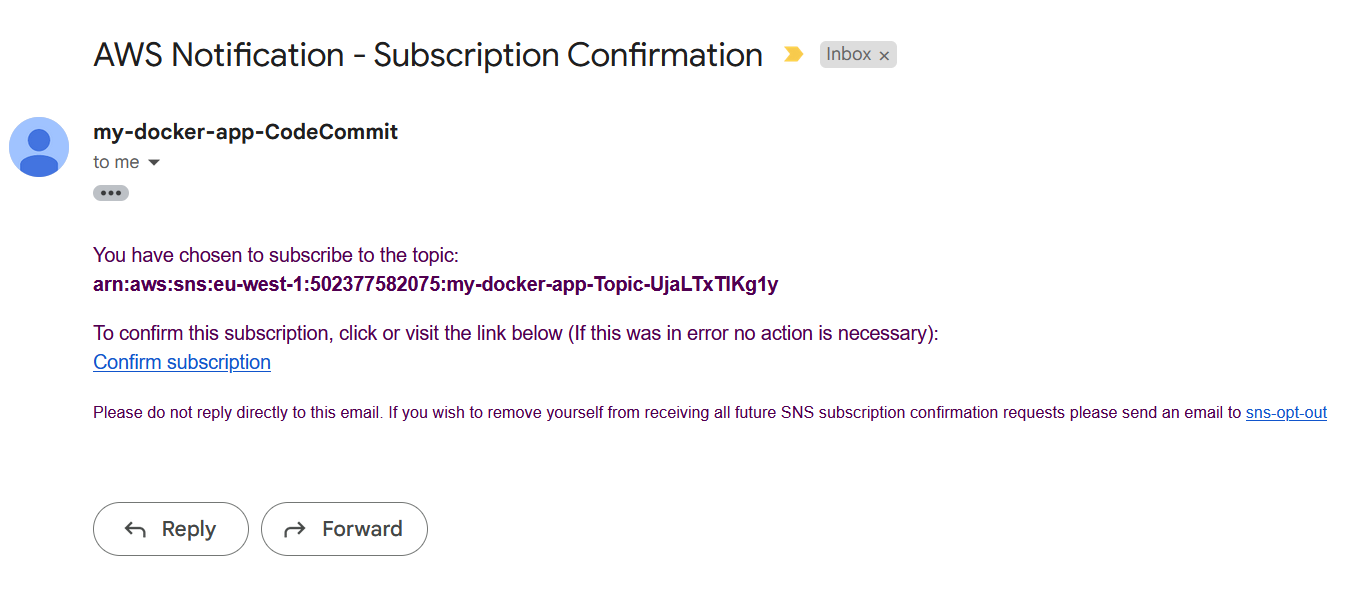 AWS Notification - Subscription Confirmation Inbox ×
my-docker-app-CodeCommit
to me
You have chosen to subscribe to the topic:
arn:aws:sns:eu-west-1:502377582075:my-docker-app-Topic-UjaLTxTlKg1y
To confirm this subscription, click or visit the link below (If this was in error no action is necessary):
Confirm subscription
Please do not reply directly to this email. If you wish to remove yourself from receiving all future SNS subscription confirmation requests please send an email to sns-opt-out
Reply Forward